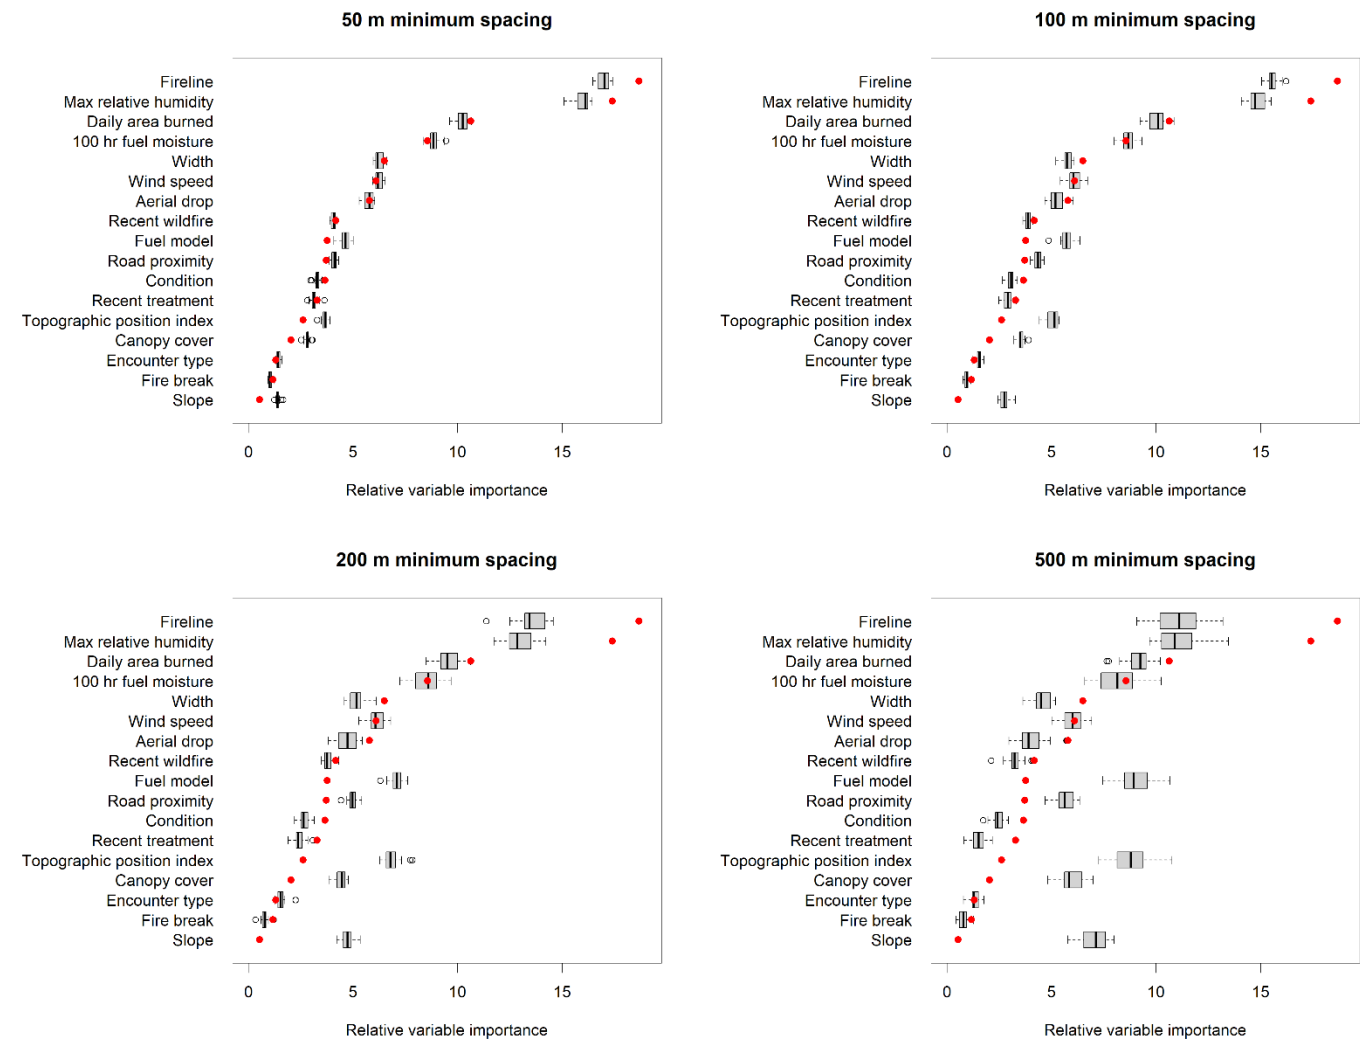 50 m minimum spacing
Fireline
Max relative humidity
Daily area burned
100 hr fuel moisture
Width
Wind speed
Aerial drop
Recent wildfire
Fuel model
Road proximity
Condition
Recent treatment
Topographic position index
Canopy cover
Encounter type
Fire break
Slope
0 5 10 15
Relative variable importance
100 m minimum spacing
Fireline
Max relative humidity
Daily area burned
100 hr fuel moisture
Width
Wind speed
Aerial drop
Recent wildfire
Fuel model
Road proximity
Condition
Recent treatment
Topographic position index
Canopy cover
Encounter type
Fire break
Slope
0 5 10 15
Relative variable importance
200 m minimum spacing
Fireline
Max relative humidity
Daily area burned
100 hr fuel moisture
Width
Wind speed
Aerial drop
Recent wildfire
Fuel model
Road proximity
Condition
Recent treatment
Topographic position index
Canopy cover
Encounter type
Fire break
Slope
0 5 10 15
Relative variable importance
500 m minimum spacing
Fireline
Max relative humidity
Daily area burned
100 hr fuel moisture
Width
Wind speed
Aerial drop
Recent wildfire
Fuel model
Road proximity
Condition
Recent treatment
Topographic position index
Canopy cover
Encounter type
Fire break
Slope
0 5 10 15
Relative variable importance